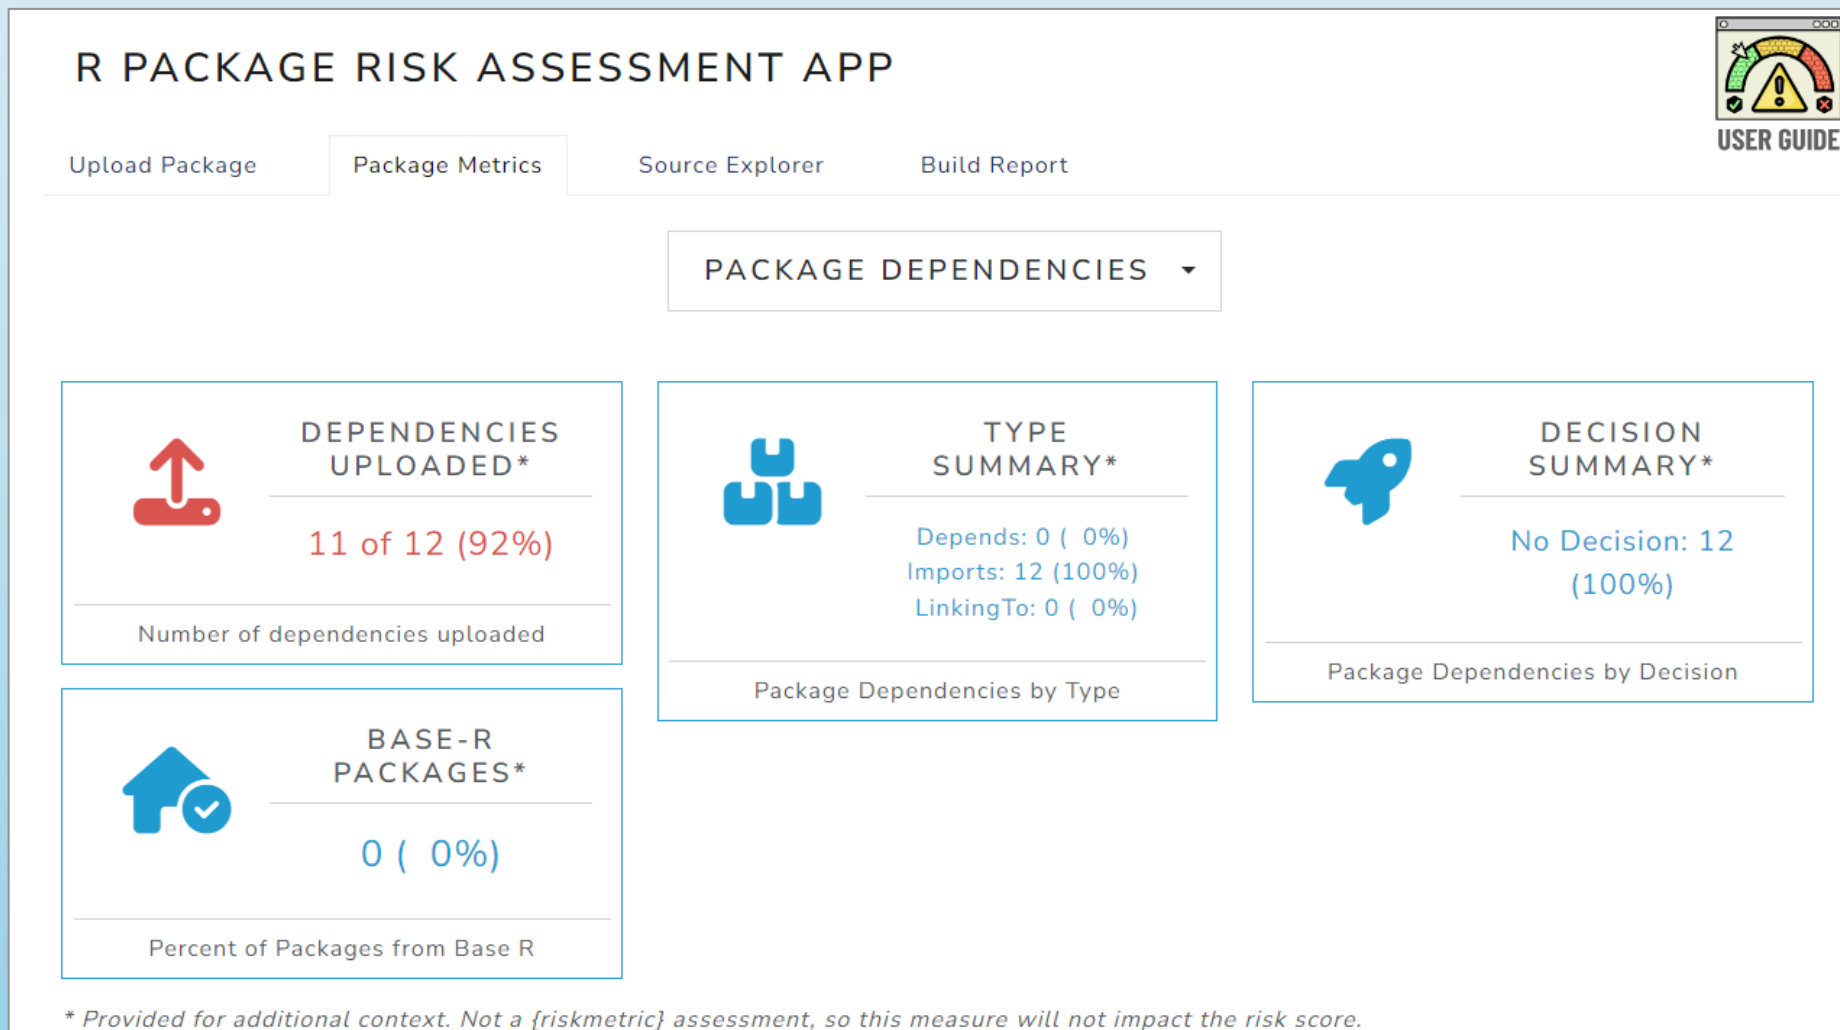 R PACKAGE RISK ASSESSMENT APP
USER GUIDE
Upload Package
Package Metrics
Source Explorer
Build Report
PACKAGE DEPENDENCIES
DEPENDENCIES
UPLOADED*
11 of 12 (92%)
Number of dependencies uploaded
TYPE
SUMMARY*
Depends: 0 (  0%)
Imports: 12 (100%)
LinkingTo: 0 (  0%)
Package Dependencies by Type
DECISION
SUMMARY*
No Decision: 12
(100%)
Package Dependencies by Decision
BASE-R
PACKAGES*
0 (  0%)
Percent of Packages from Base R
* Provided for additional context. Not a {riskmetric} assessment, so this measure will not impact the risk score.